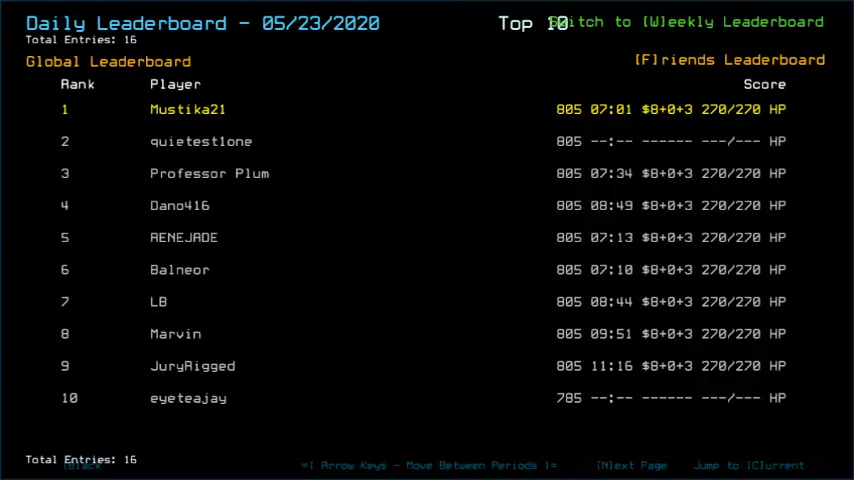 Daily Leaderboard - 05/23/2020 Top 10 Switch to [W]eekly Leaderboard
Total Entries: 16
Global Leaderboard [F]riends Leaderboard
Rank Player Score
1 Mustika21 805 07:01 $8+0+3 270/270 HP
2 quietest1one 805 --:-- ------ ---/--- HP
3 Professor Plum 805 07:34 $8+0+3 270/270 HP
4 Dano416 805 08:49 $8+0+3 270/270 HP
5 RENEJADE 805 07:13 $8+0+3 270/270 HP
6 Balneor 805 07:10 $8+0+3 270/270 HP
7 LB 805 08:44 $8+0+3 270/270 HP
8 Marvin 805 09:51 $8+0+3 270/270 HP
9 JuryRigged 805 11:16 $8+0+3 270/270 HP
10 eyeteajay 785 --:-- ------ ---/--- HP
Total Entries: 16
[B]ack =[ Arrow Keys - Move Between Periods ]= [N]ext Page Jump to [C]urrent